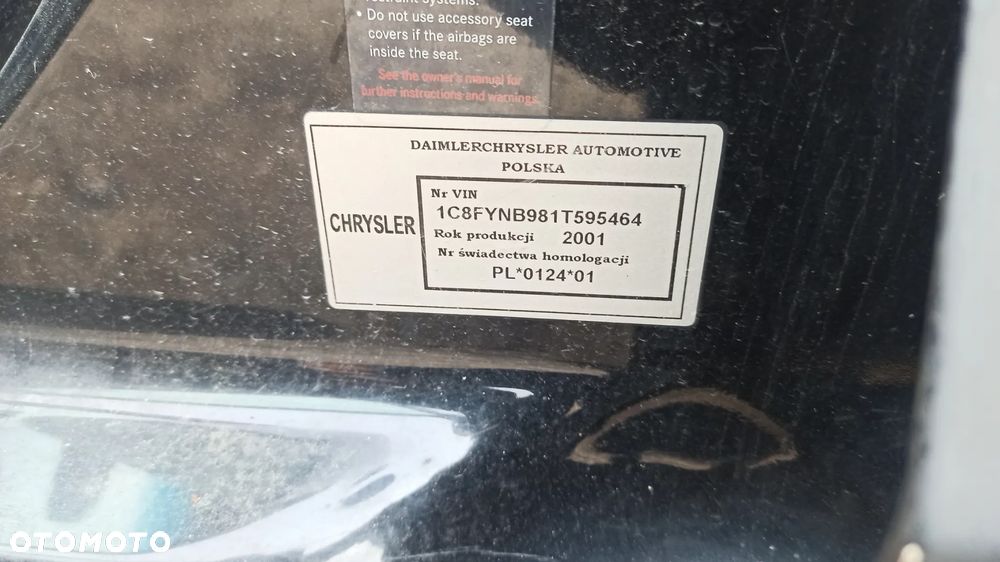 restraint systems.
• Do not use accessory seat
covers if the airbags are
inside the seat.
See the owner's manual for
further instructions and warnings.
DAIMLERCHRYSLER AUTOMOTIVE
POLSKA
Nr VIN
1C8FYNB981T595464
CHRYSLER
Rok produkcji 2001
Nr świadectwa homologacji
PL*0124*01
OTOMOTO